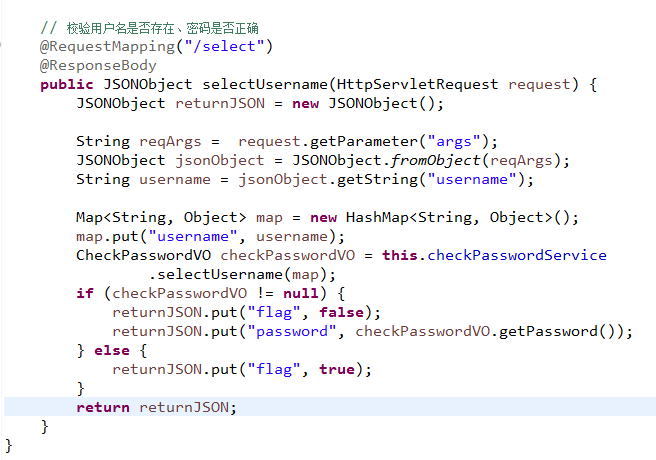 // 校验用户名是否存在、密码是否正确
@RequestMapping("/select")
@ResponseBody
public JSONObject selectUsername(HttpServletRequest request) {
JSONObject returnJSON = new JSONObject();
String reqArgs =  request.getParameter("args");
JSONObject jsonObject = JSONObject.fromObject(reqArgs);
String username = jsonObject.getString("username");
Map<String, Object> map = new HashMap<String, Object>();
map.put("username", username);
CheckPasswordVO checkPasswordVO = this.checkPasswordService
.selectUsername(map);
if (checkPasswordVO != null) {
returnJSON.put("flag", false);
returnJSON.put("password", checkPasswordVO.getPassword());
} else {
returnJSON.put("flag", true);
}
return returnJSON;
}
}